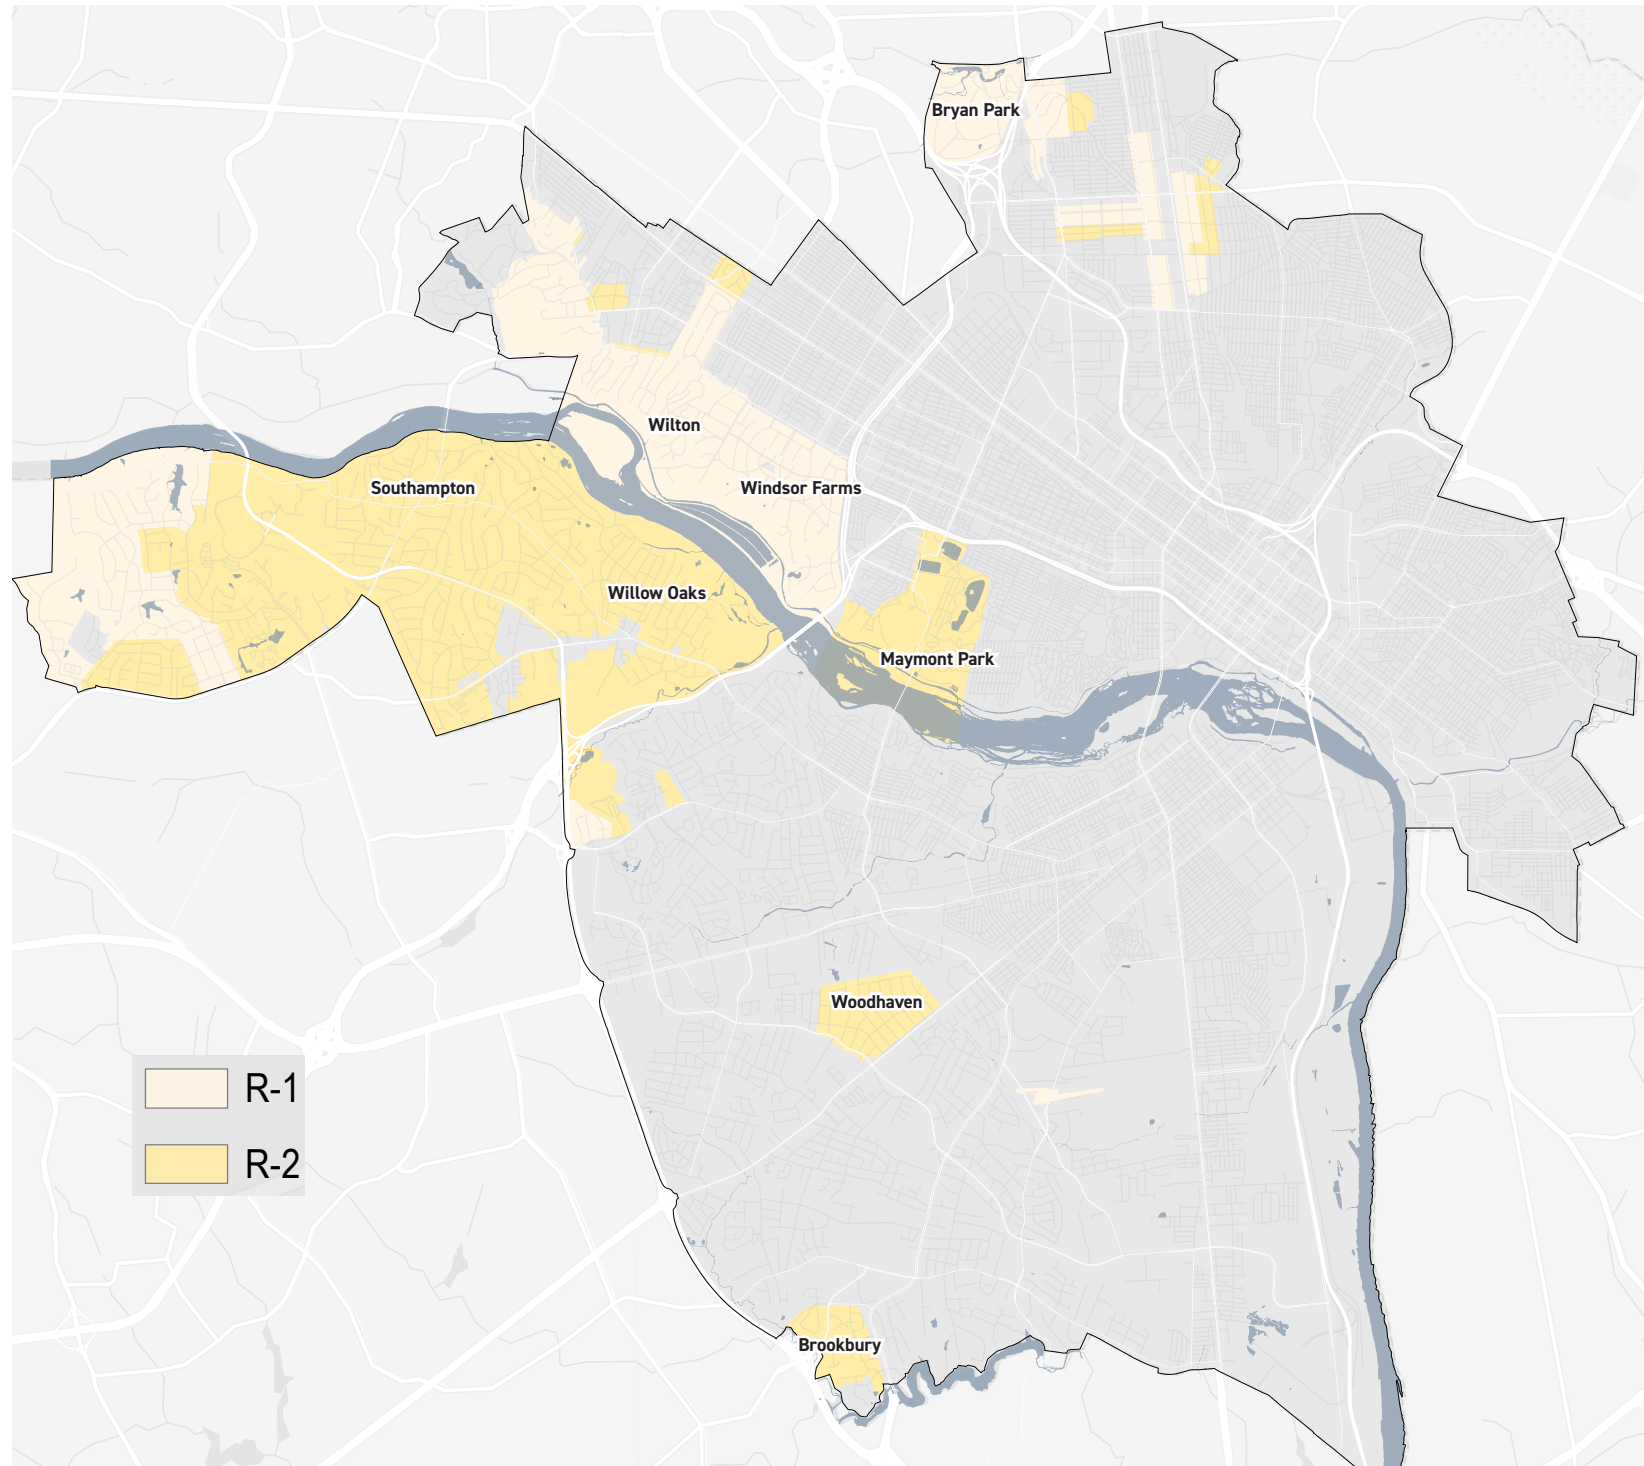 Bryan Park
Wilton
Southampton
Windsor Farms
Willow Oaks
Maymont Park
Woodhaven
R-1
R-2
Brookbury